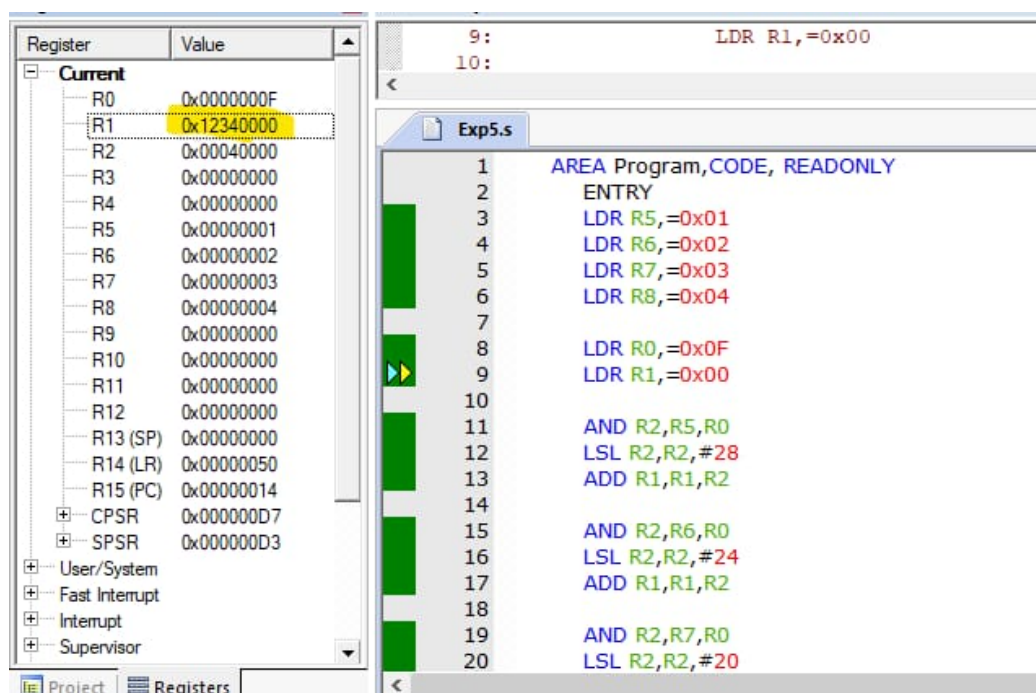 Register Value
Current
R0 0x0000000F
R1 0x12340000
R2 0x00040000
R3 0x00000000
R4 0x00000000
R5 0x00000001
R6 0x00000002
R7 0x00000003
R8 0x00000004
R9 0x00000000
R10 0x00000000
R11 0x00000000
R12 0x00000000
R13 (SP) 0x00000000
R14 (LR) 0x00000050
R15 (PC) 0x00000014
CPSR 0x000000D7
SPSR 0x000000D3
User/System
Fast Interrupt
Interrupt
Supervisor
Project Registers
9: LDR R1,=0x00
10:
Exp5.s
1 AREA Program,CODE, READONLY
2 ENTRY
3 LDR R5,=0x01
4 LDR R6,=0x02
5 LDR R7,=0x03
6 LDR R8,=0x04
7
8 LDR R0,=0x0F
9 LDR R1,=0x00
10
11 AND R2,R5,R0
12 LSL R2,R2,#28
13 ADD R1,R1,R2
14
15 AND R2,R6,R0
16 LSL R2,R2,#24
17 ADD R1,R1,R2
18
19 AND R2,R7,R0
20 LSL R2,R2,#20